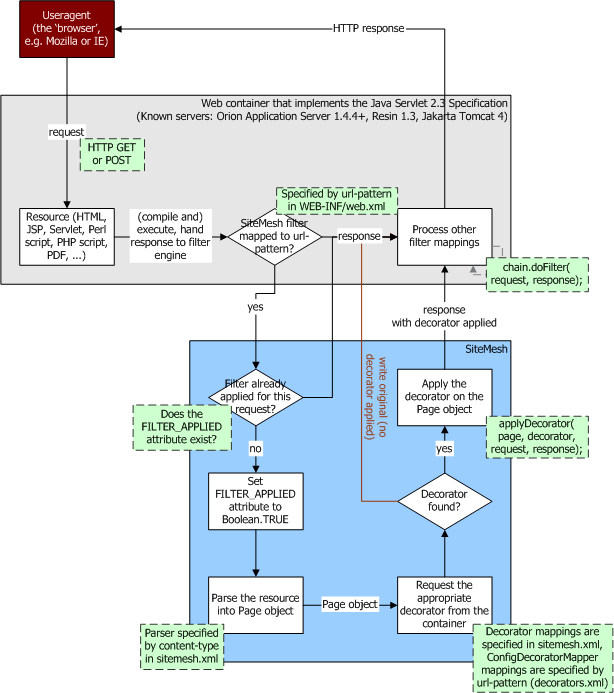 Useragent
(the 'browser',
e.g. Mozilla or IE)
HTTP response
Web container that implements the Java Servlet 2.3 Specification
(Known servers: Orion Application Server 1.4.4+, Resin 1.3, Jakarta Tomcat 4)
request
HTTP GET
or POST
Specified by url-pattern
in WEB-INF/web.xml
Resource (HTML,
JSP, Servlet, Perl
script, PHP script,
PDF, ...)
(compile and)
execute, hand
response to filter
engine
SiteMesh filter
mapped to url-
pattern?
response
Process other
filter mappings
chain.doFilter(
request, response);
yes
response
with decorator applied
SiteMesh
Filter already
applied for this
request?
write original (no
decorator applied)
Apply the
decorator on the
Page object
Does the
FILTER_APPLIED
attribute exist?
applyDecorator(
page, decorator,
request, response);
no
yes
Set
FILTER_APPLIED
attribute to
Boolean.TRUE
Decorator
found?
Parse the resource
into Page object
Page object
Request the
appropriate
decorator from the
container
Parser specified
by content-type
in sitemesh.xml
Decorator mappings are
specified in sitemesh.xml,
ConfigDecoratorMapper
mappings are specified by
url-pattern (decorators.xml)